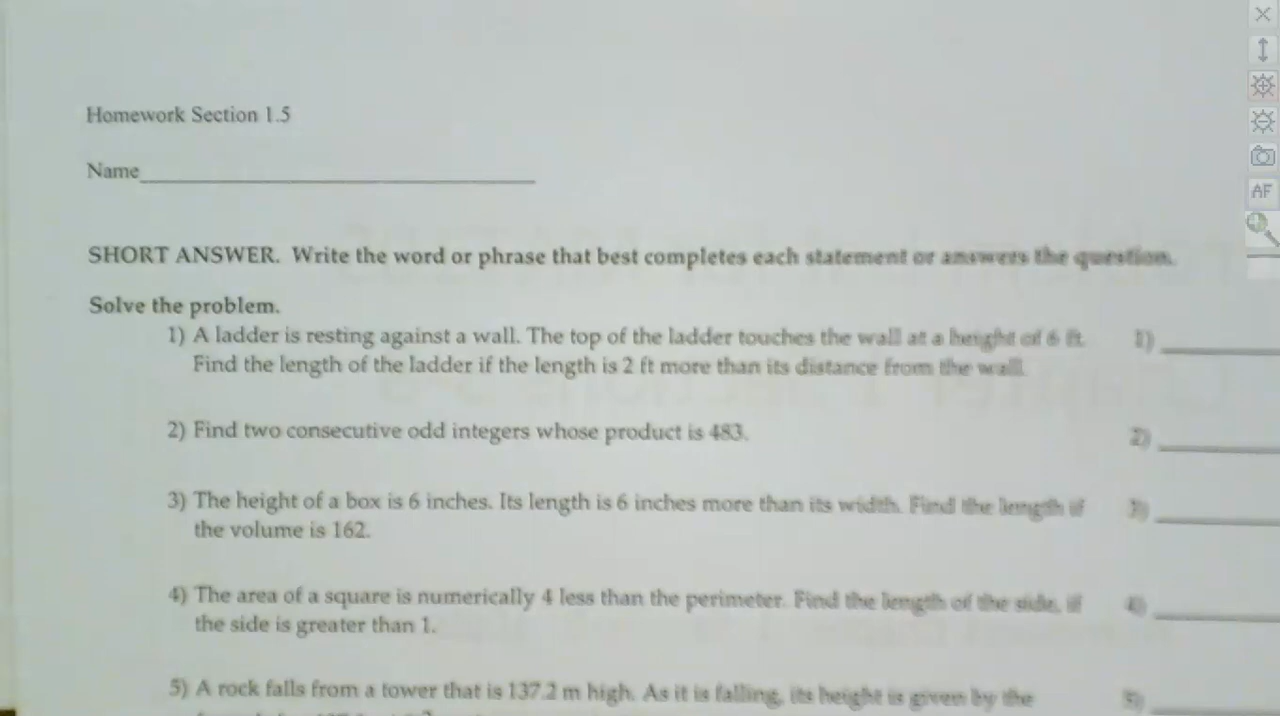 Homework Section 1.5
Name
SHORT ANSWER. Write the word or phrase that best completes each statement or answers the question.
Solve the problem.
1) A ladder is resting against a wall. The top of the ladder touches the wall at a height of 6 ft. 1)
Find the length of the ladder if the length is 2 ft more than its distance from the wall.
2) Find two consecutive odd integers whose product is 483. 2)
3) The height of a box is 6 inches. Its length is 6 inches more than its width. Find the length if 3)
the volume is 162.
4) The area of a square is numerically 4 less than the perimeter. Find the length of the side, if 4)
the side is greater than 1.
5) A rock falls from a tower that is 137.2 m high. As it is falling, its height is given by the 5)
AF